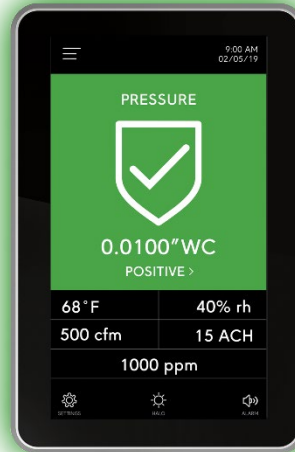 9:00 AM
02/05/19
PRESSURE
0.0100"WC
POSITIVE >
68°F
40% rh
500 cfm
15 ACH
1000 ppm
SETTINGS
HALO
ALARM